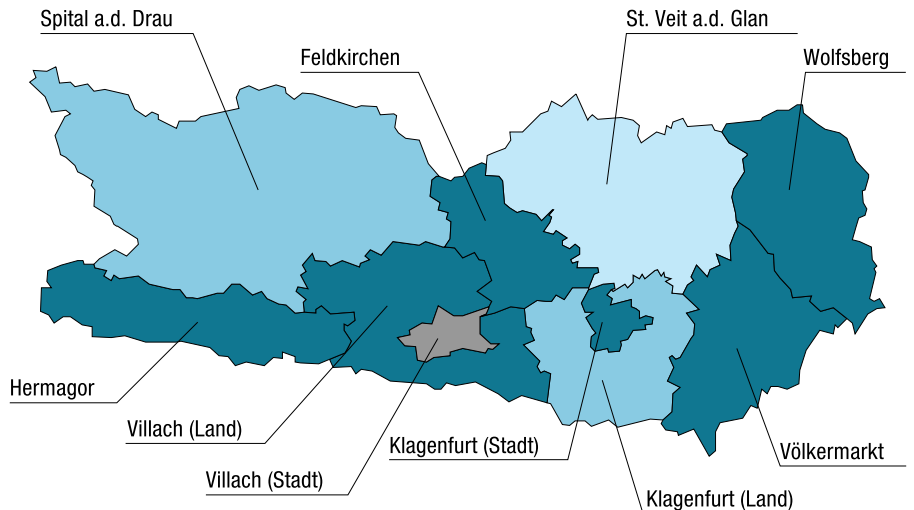 Spital a.d. Drau
St. Veit a.d. Glan
Feldkirchen
Wolfsberg
Hermagor
Villach (Land)
Klagenfurt (Stadt)
Völkermarkt
Villach (Stadt)
Klagenfurt (Land)